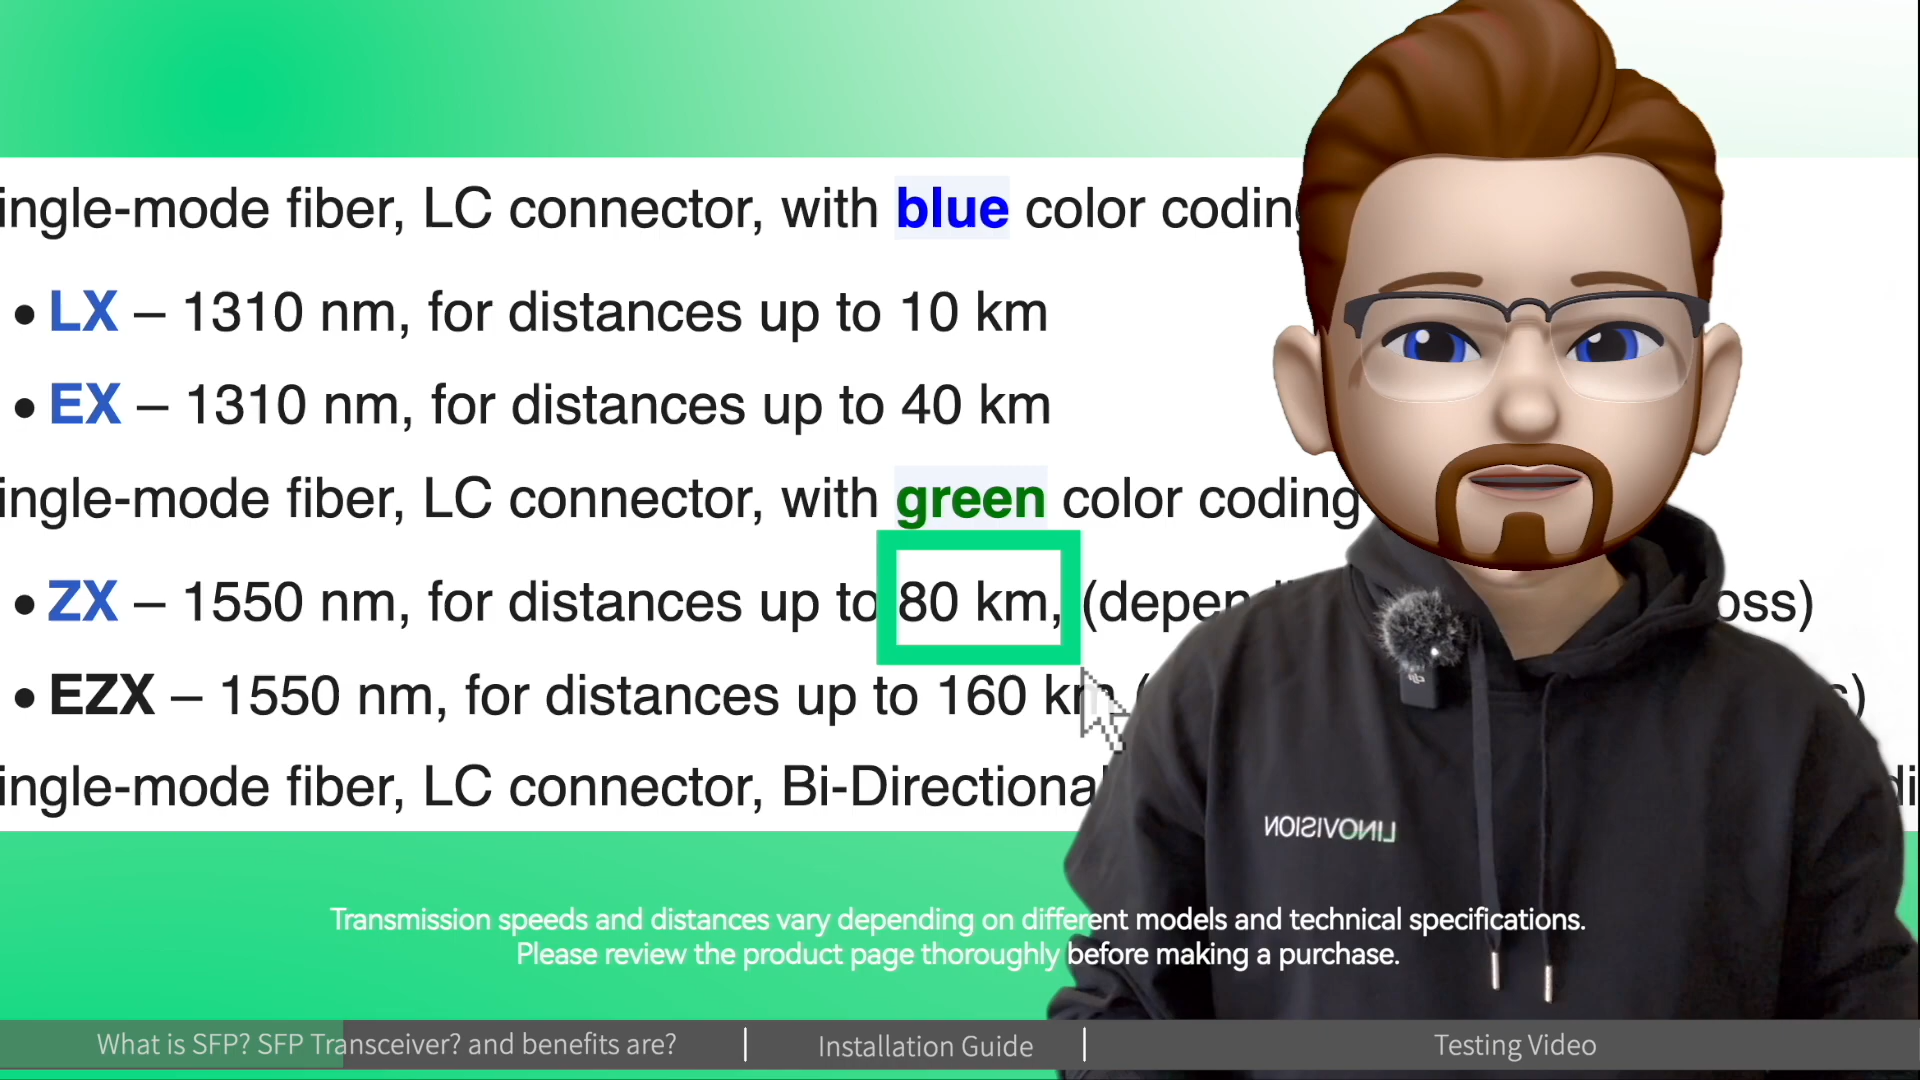 ingle-mode fiber, LC connector, with blue color coding
• LX – 1310 nm, for distances up to 10 km
• EX – 1310 nm, for distances up to 40 km
ingle-mode fiber, LC connector, with green color coding
• ZX – 1550 nm, for distances up to 80 km, (depen oss)
• EZX – 1550 nm, for distances up to 160 km (s)
ingle-mode fiber, LC connector, Bi-Directiona di
LINOVISION
Transmission speeds and distances vary depending on different models and technical specifications.
Please review the product page thoroughly before making a purchase.
What is SFP? SFP Transceiver? and benefits are? | Installation Guide | Testing Video